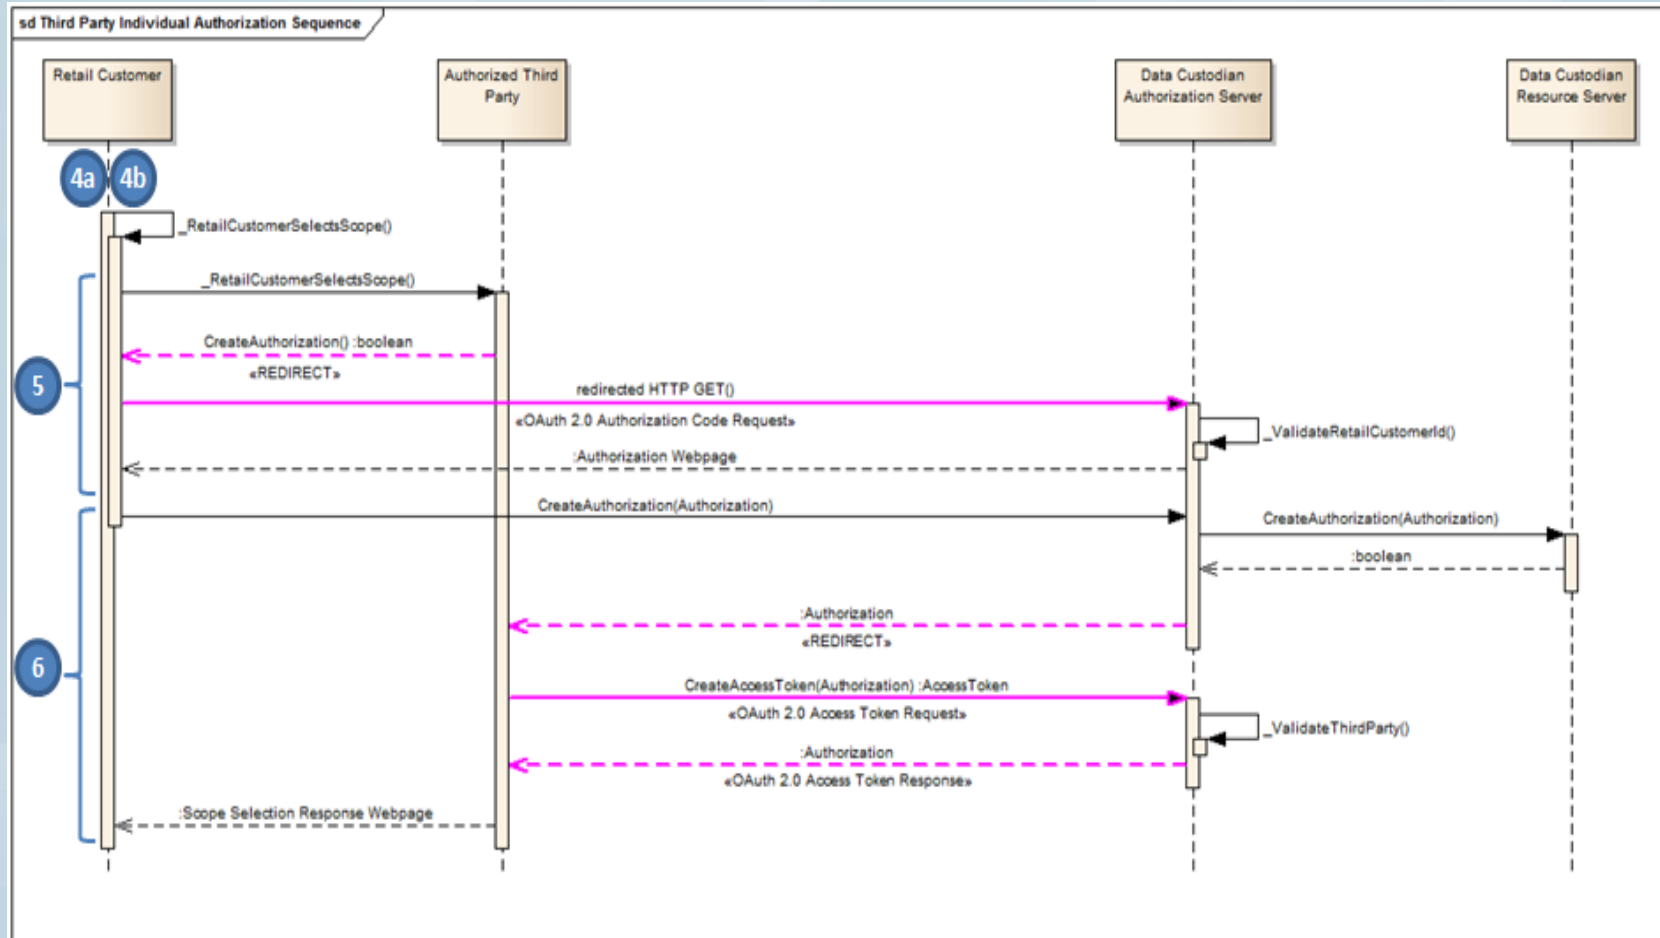 sd Third Party Individual Authorization Sequence
Retail Customer
Authorized Third
Party
Data Custodian
Authorization Server
Data Custodian
Resource Server
4a
4b
_RetailCustomerSelectsScope()
_RetailCustomerSelectsScope()
CreateAuthorization() :boolean
«REDIRECT»
5
redirected HTTP GET()
«OAuth 2.0 Authorization Code Request»
_ValidateRetailCustomerId()
:Authorization Webpage
CreateAuthorization(Authorization)
CreateAuthorization(Authorization)
:boolean
:Authorization
«REDIRECT»
6
CreateAccessToken(Authorization) :AccessToken
«OAuth 2.0 Access Token Request»
_ValidateThirdParty()
:Authorization
«OAuth 2.0 Access Token Response»
:Scope Selection Response Webpage